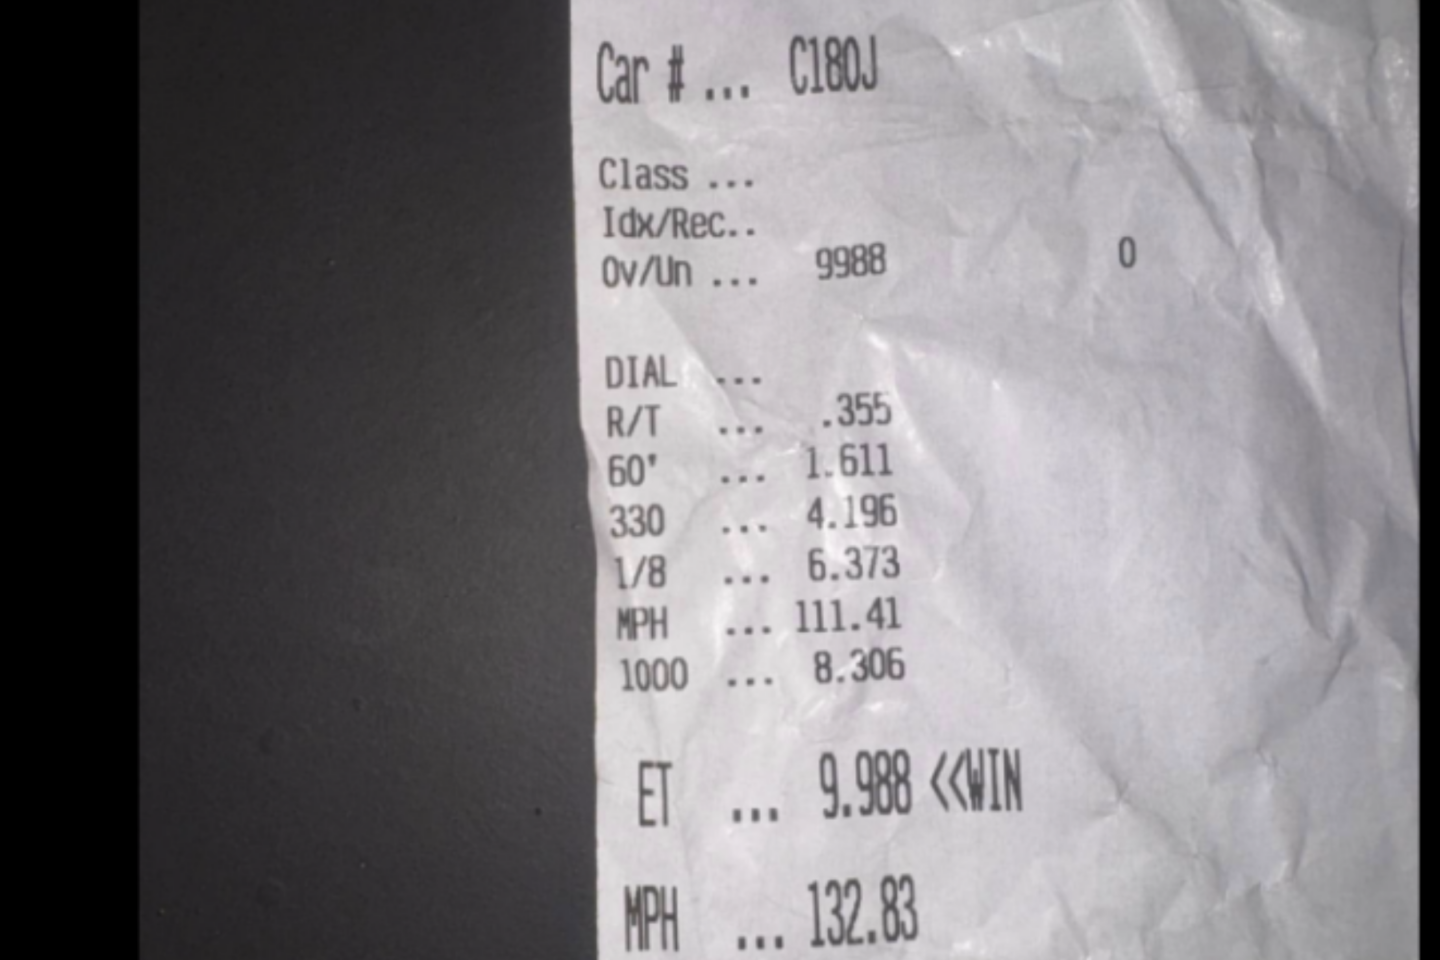 Car # ... C180J
Class ...
Idx/Rec..
Ov/Un ... 9988 0
DIAL ...
R/T ... .355
60' ... 1.611
330 ... 4.196
1/8 ... 6.373
MPH ... 111.41
1000 ... 8.306
ET ... 9.988 <<WIN
MPH ... 132.83